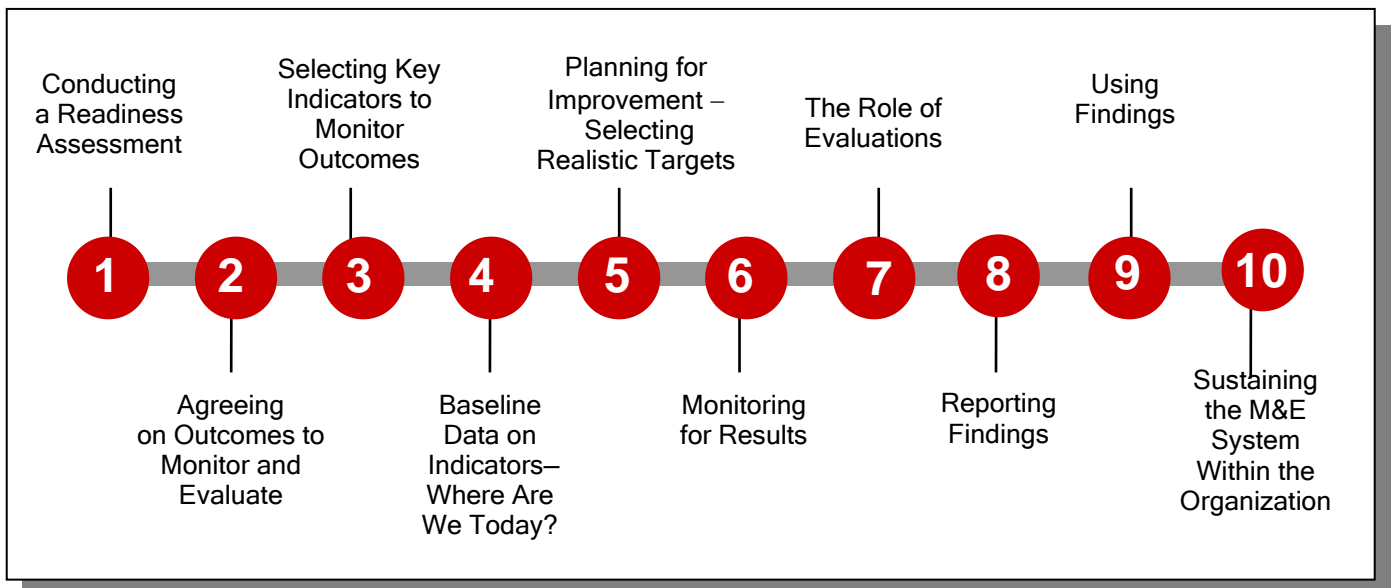 Conducting
a Readiness
Assessment
Selecting Key
Indicators to
Monitor
Outcomes
Planning for
Improvement –
Selecting
Realistic Targets
The Role of
Evaluations
Using
Findings
1
2
3
4
5
6
7
8
9
10
Agreeing
on Outcomes to
Monitor and
Evaluate
Baseline
Data on
Indicators–
Where Are
We Today?
Monitoring
for Results
Reporting
Findings
Sustaining
the M&E
System
Within the
Organization